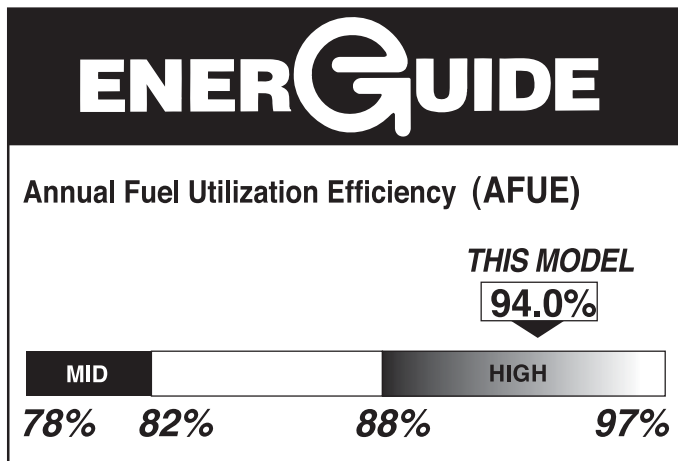 ENERGUIDE
Annual Fuel Utilization Efficiency (AFUE)
THIS MODEL
94.0%
MID HIGH
78% 82% 88% 97%